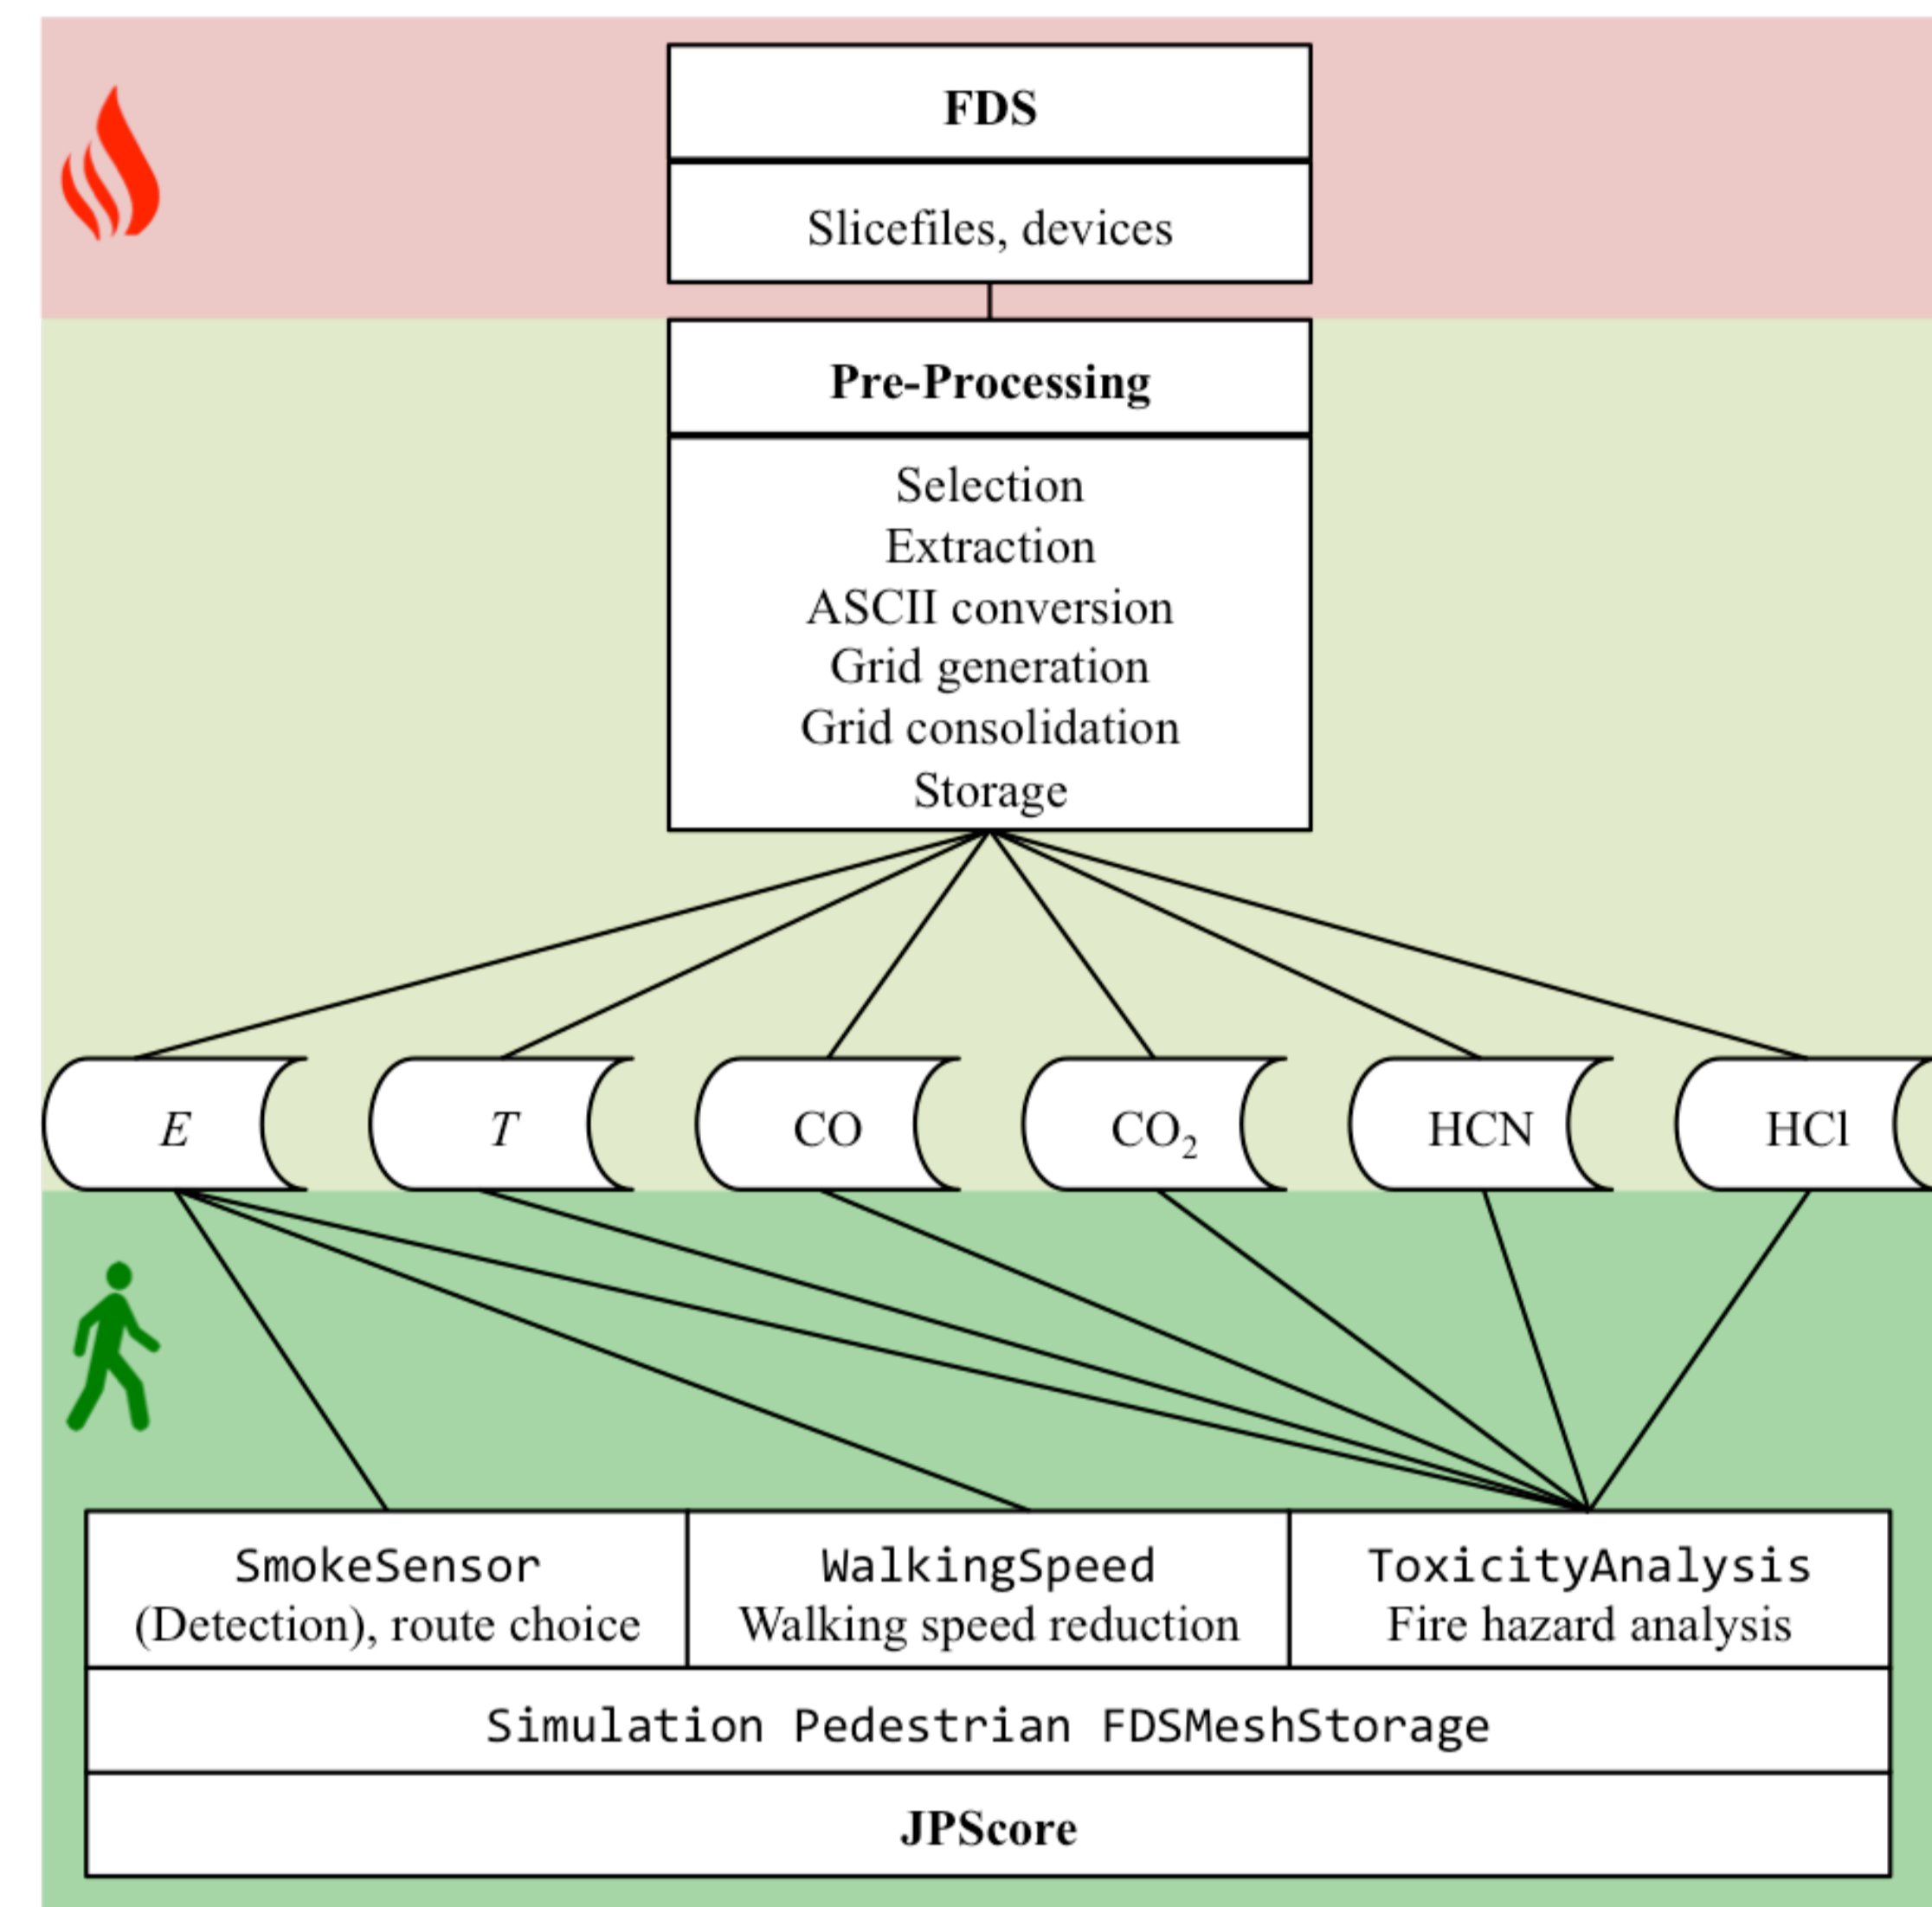 FDS
Slicefiles, devices
Pre-Processing
Selection
Extraction
ASCII conversion
Grid generation
Grid consolidation
Storage
E T CO CO₂ HCN HCl
SmokeSensor WalkingSpeed ToxicityAnalysis
(Detection), route choice Walking speed reduction Fire hazard analysis
Simulation Pedestrian FDSMeshStorage
JPScore